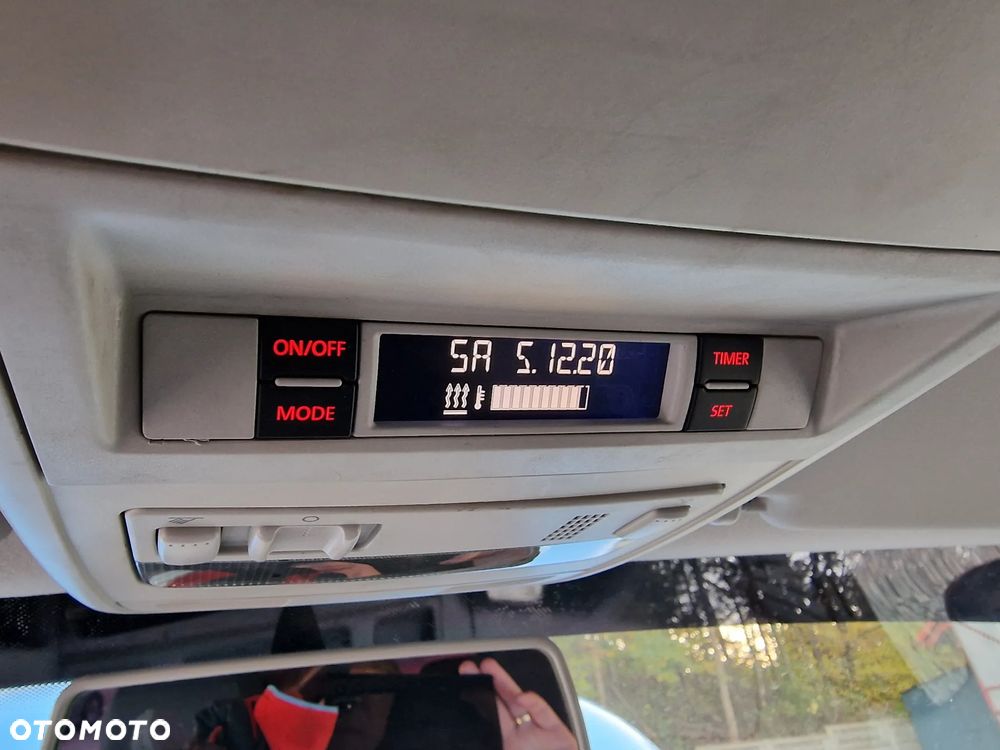 ON/OFF
MODE
SA 5.12.20
TIMER
SET
OTOMOTO